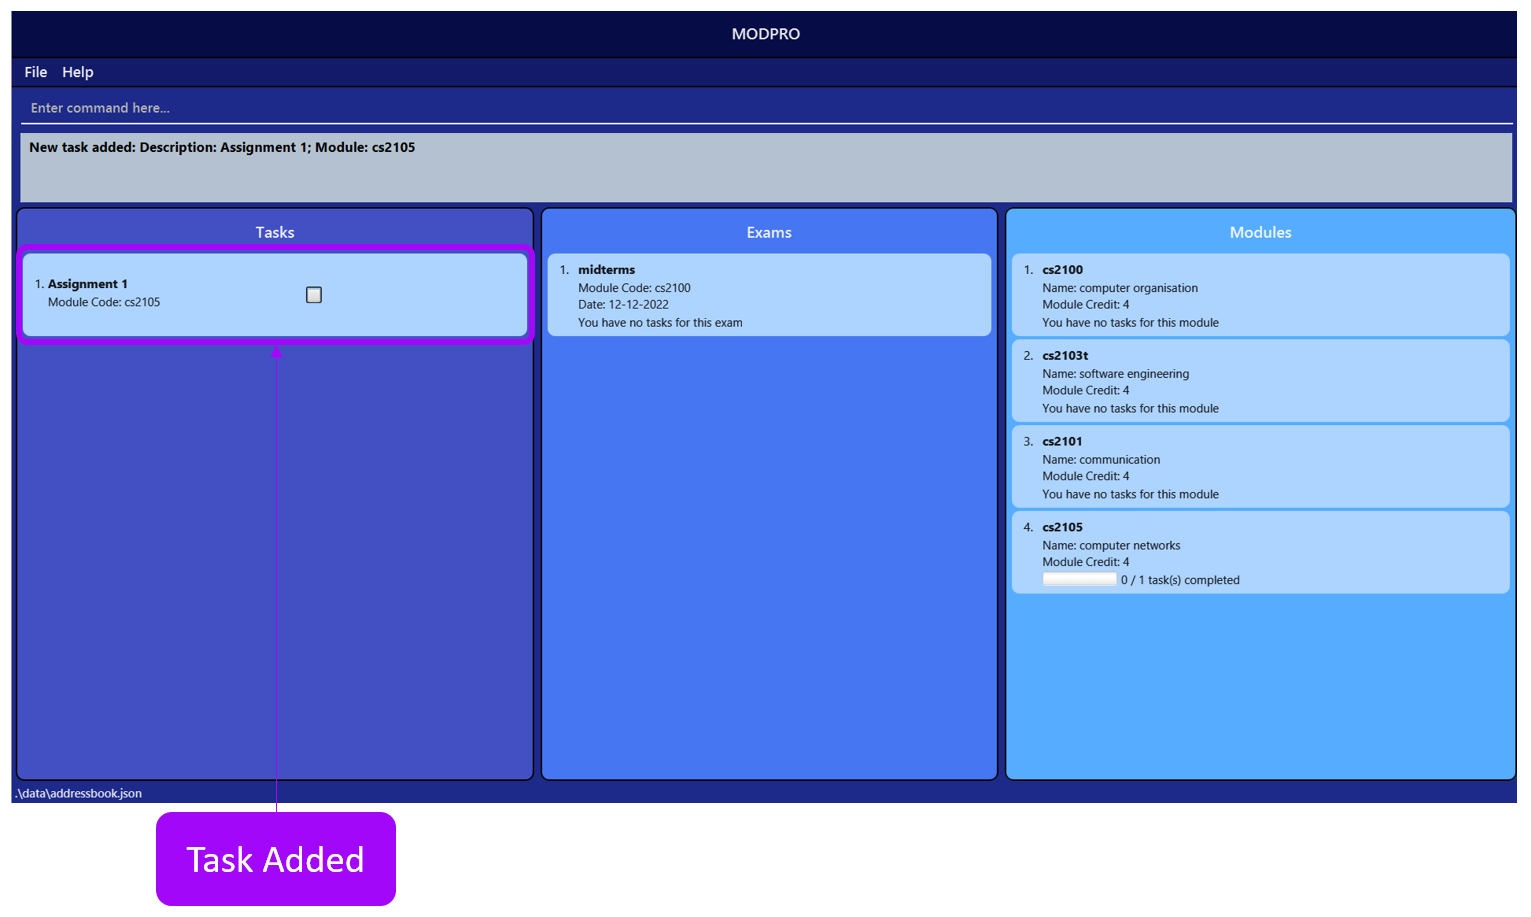 MODPRO
File Help
Enter command here...
New task added: Description: Assignment 1; Module: cs2105
Tasks
1. Assignment 1
Module Code: cs2105
Exams
1. midterms
Module Code: cs2100
Date: 12-12-2022
You have no tasks for this exam
Modules
1. cs2100
Name: computer organisation
Module Credit: 4
You have no tasks for this module
2. cs2103t
Name: software engineering
Module Credit: 4
You have no tasks for this module
3. cs2101
Name: communication
Module Credit: 4
You have no tasks for this module
4. cs2105
Name: computer networks
Module Credit: 4
0 / 1 task(s) completed
.\data\addressbook.json
Task Added